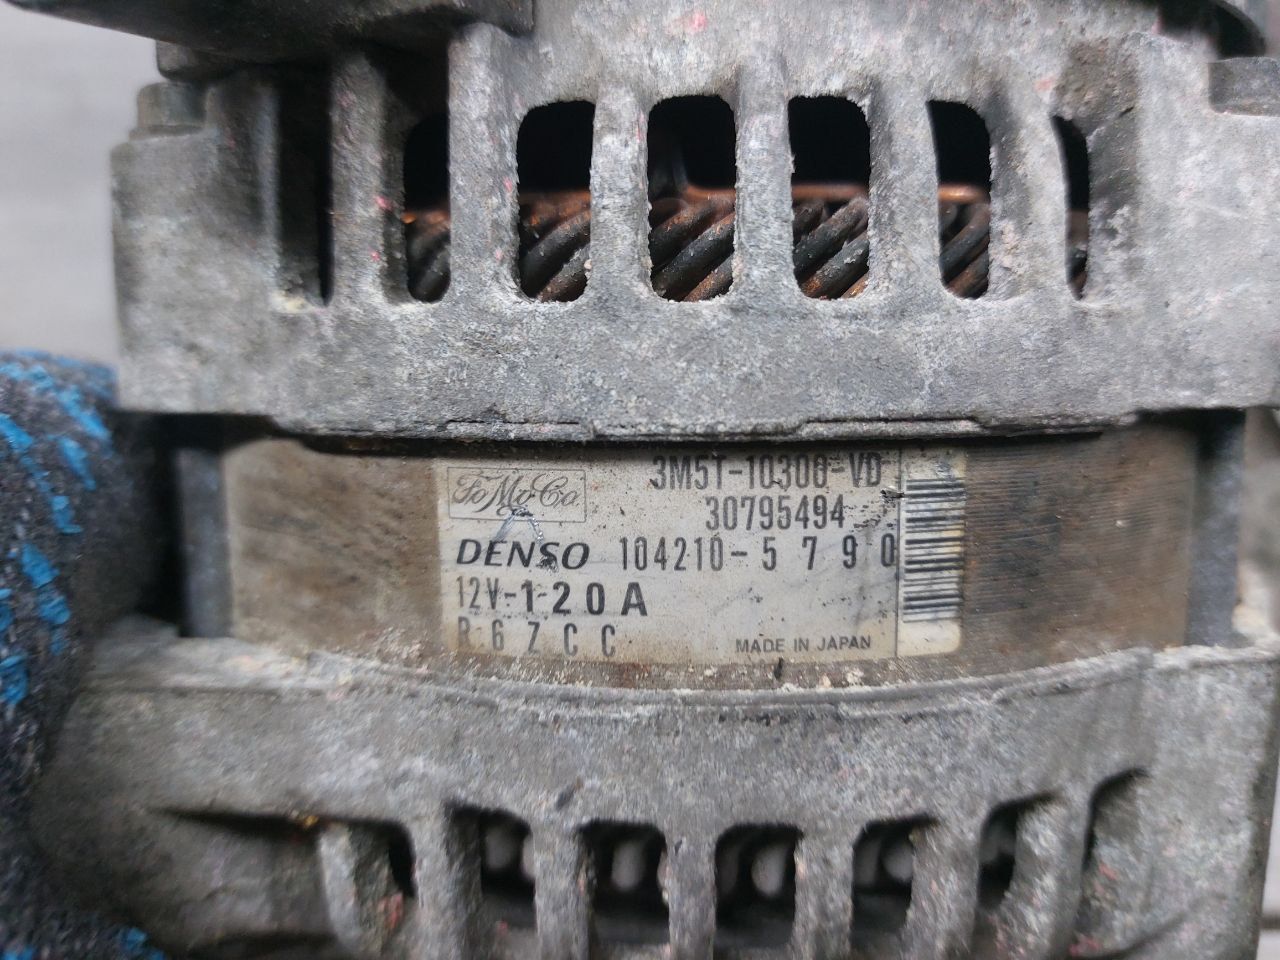 FoMoCo
3M5T-10300-VD
30795494
DENSO 104210-5790
12V-120A
R6ZCC
MADE IN JAPAN